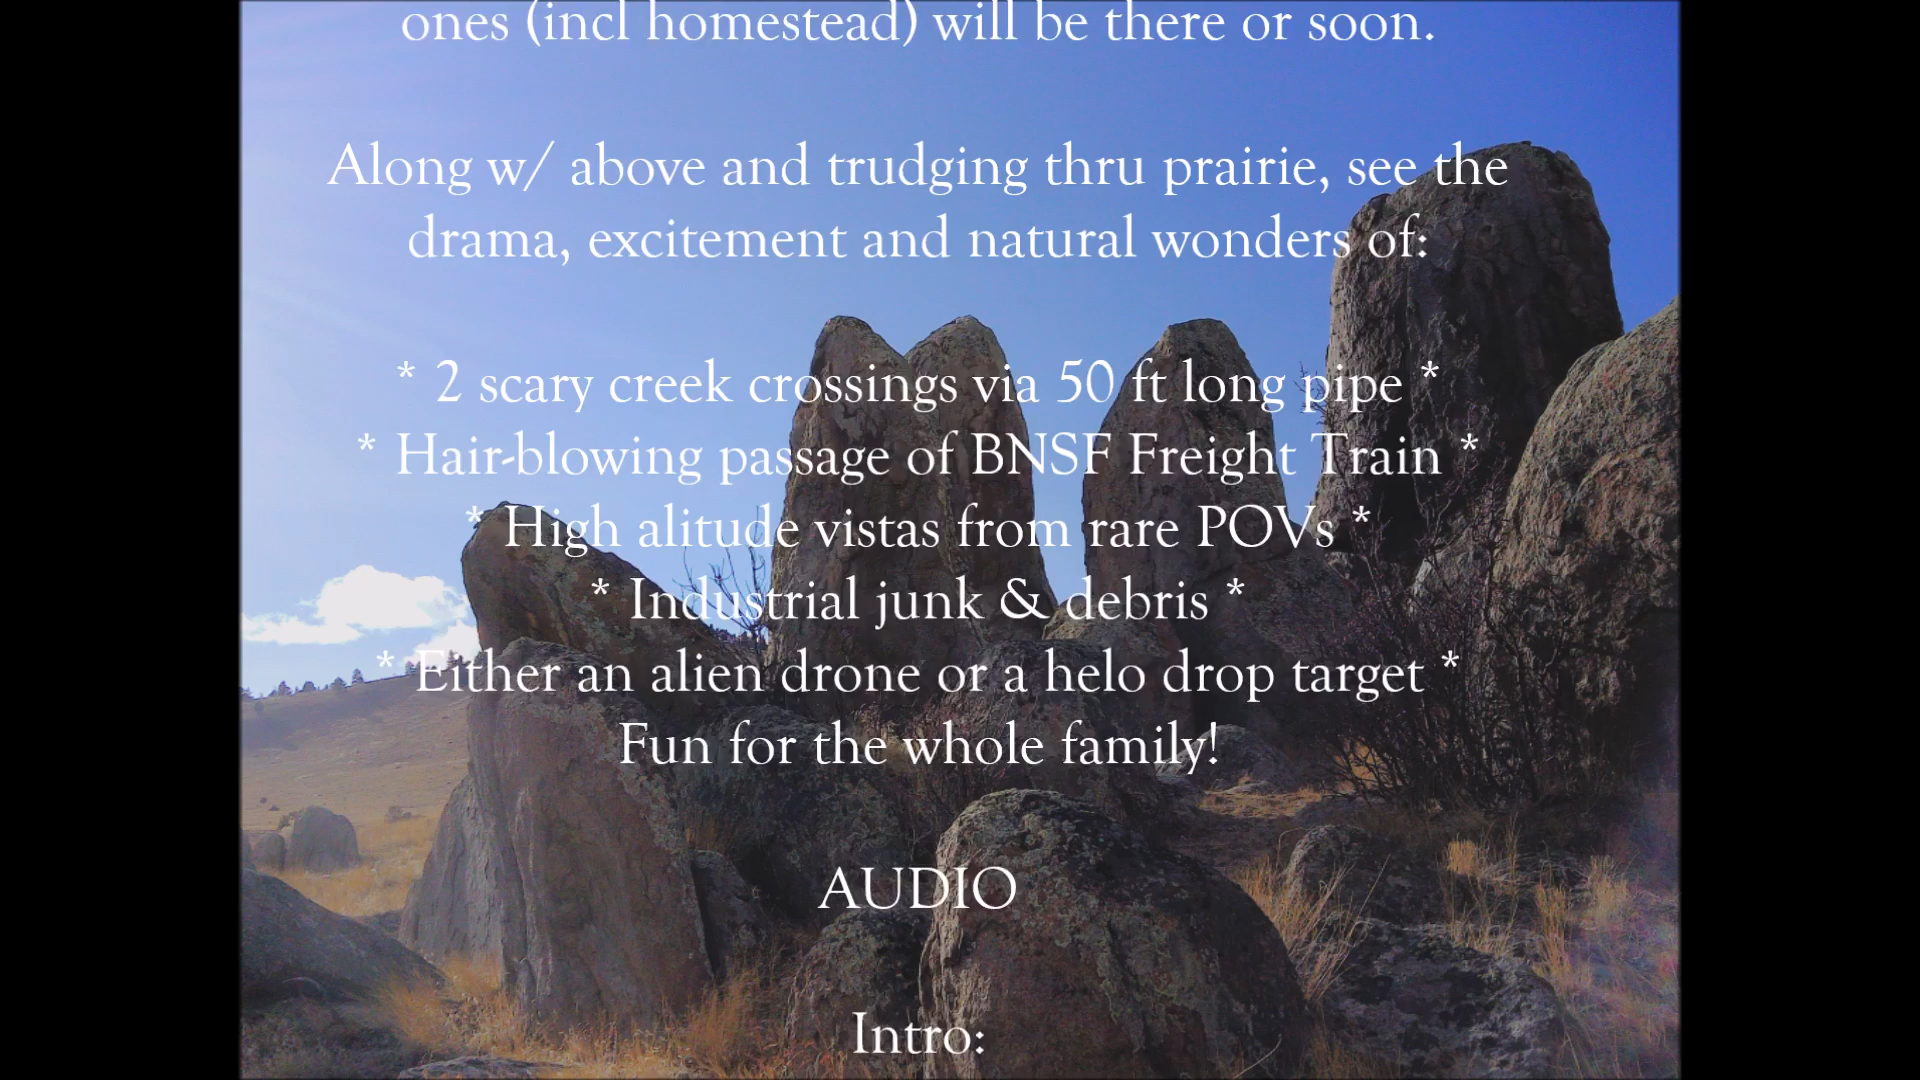 ones (incl homestead) will be there or soon.
Along w/ above and trudging thru prairie, see the
drama, excitement and natural wonders of:
* 2 scary creek crossings via 50 ft long pipe *
* Hair-blowing passage of BNSF Freight Train *
* High alitude vistas from rare POVs *
* Industrial junk & debris *
* Either an alien drone or a helo drop target *
Fun for the whole family!
AUDIO
Intro: